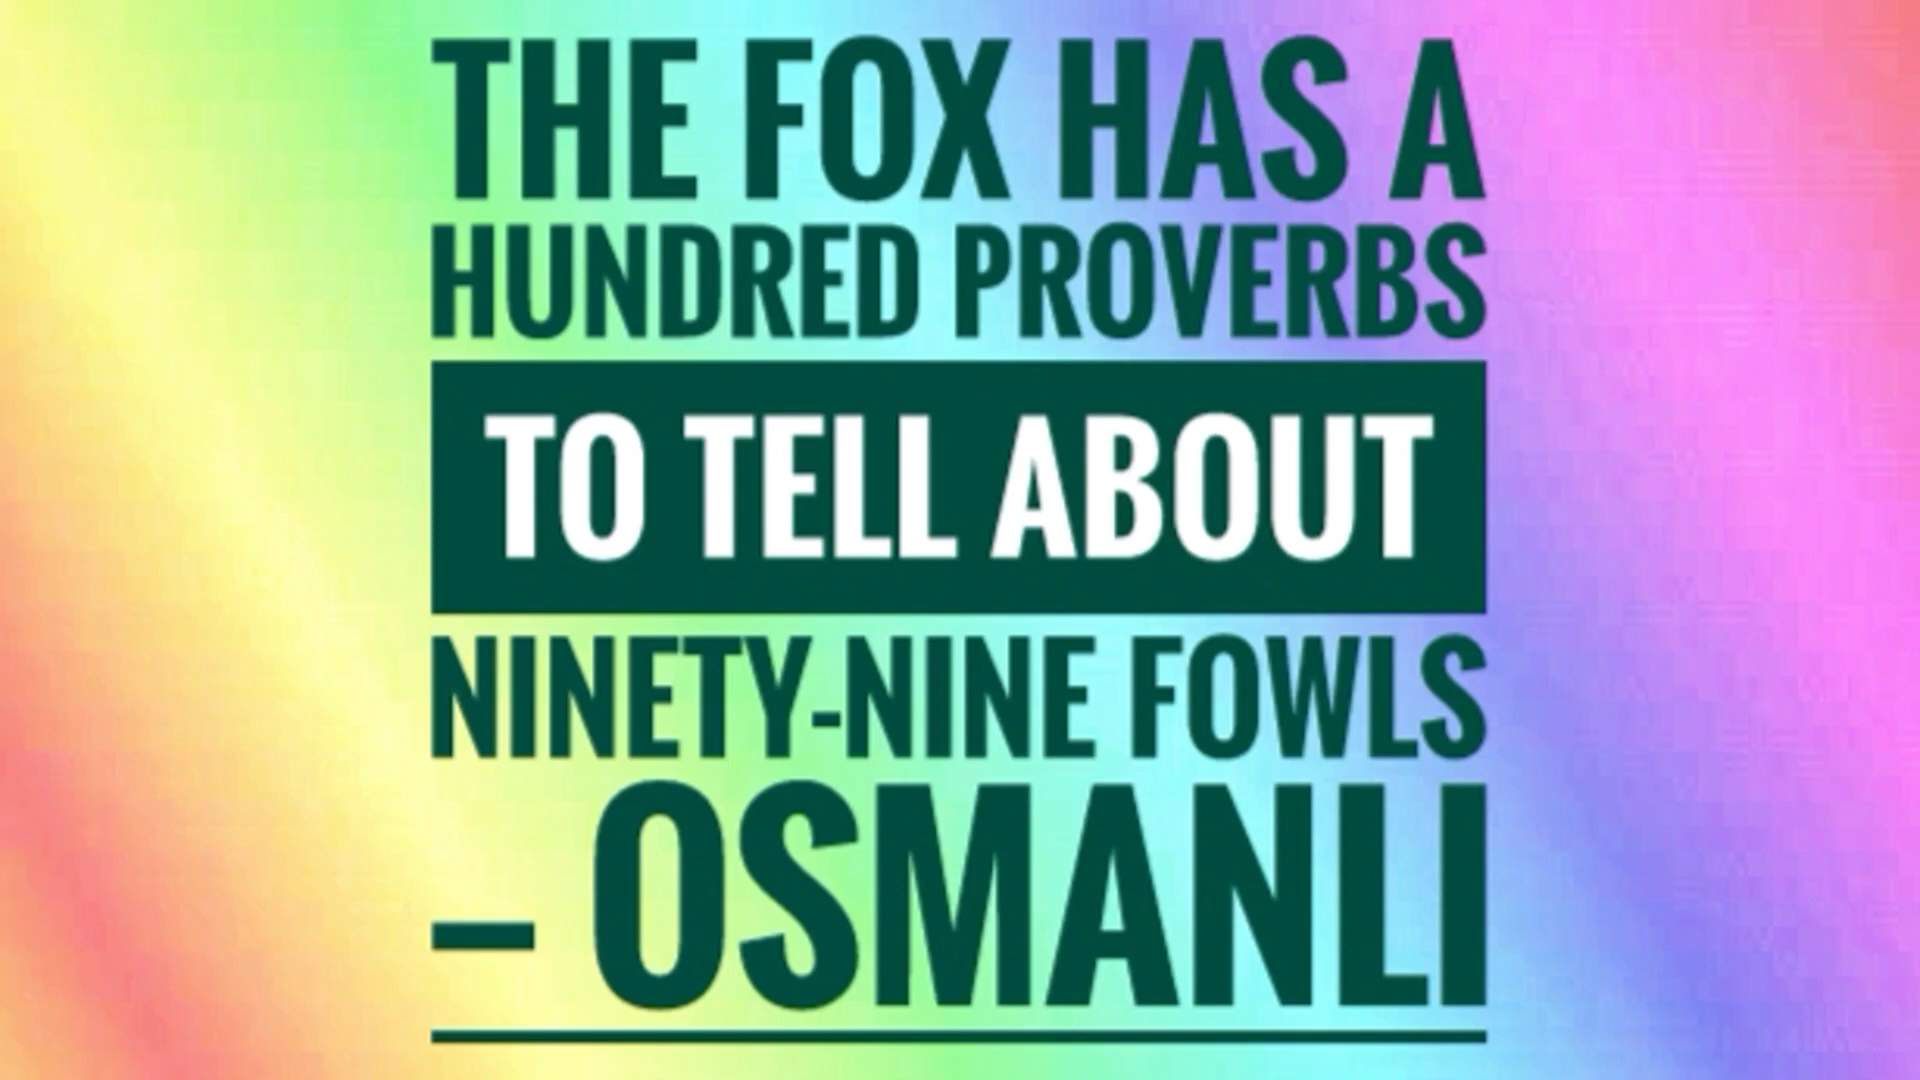 THE FOX HAS A
HUNDRED PROVERBS
TO TELL ABOUT
NINETY-NINE FOWLS
– OSMANLI